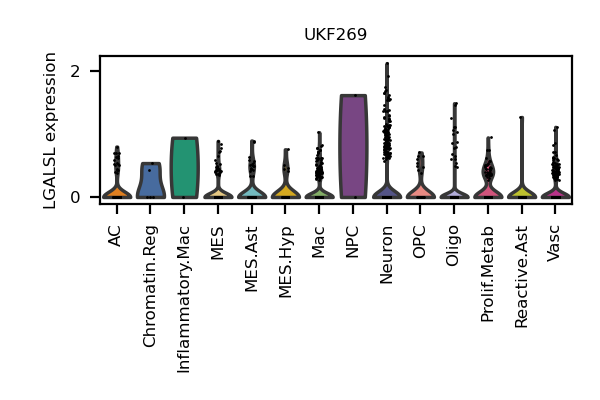 UKF269
LGALSL expression
2
0
AC
Chromatin.Reg
Inflammatory.Mac
MES
MES.Ast
MES.Hyp
Mac
NPC
Neuron
OPC
Oligo
Prolif.Metab
Reactive.Ast
Vasc